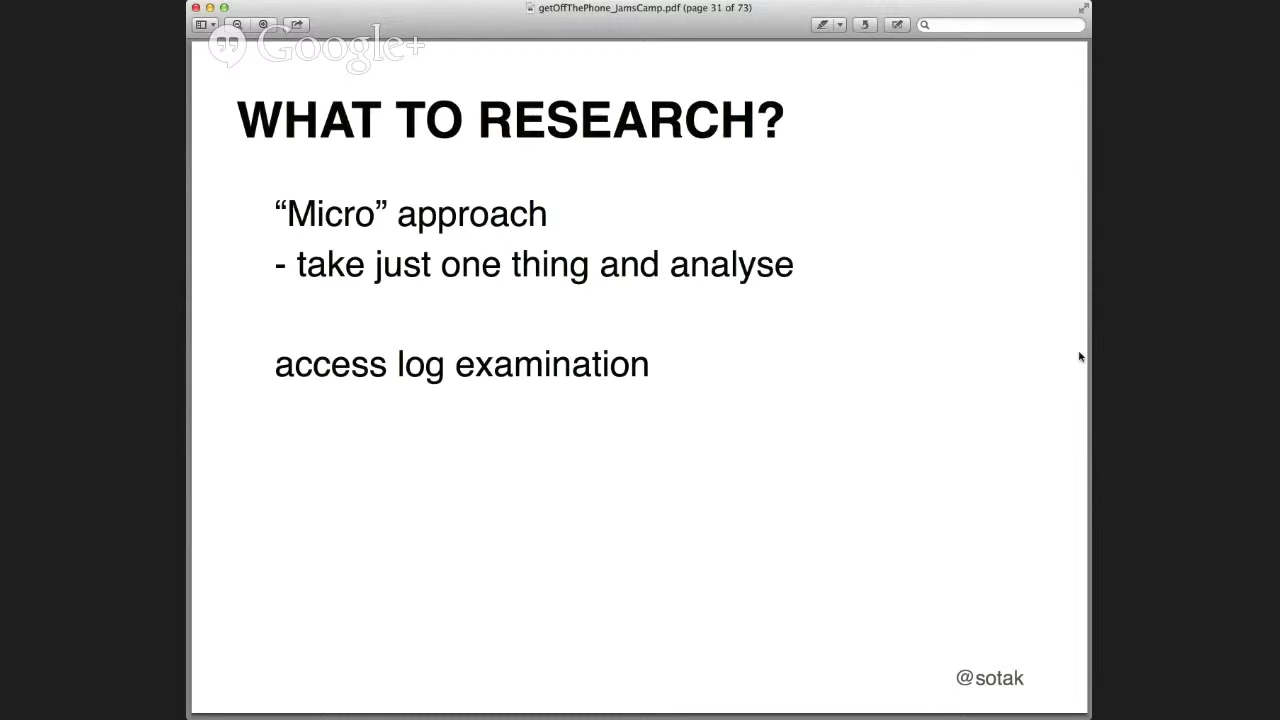 getOffThePhone_JamsCamp.pdf (page 31 of 73)
Google+
WHAT TO RESEARCH?
“Micro” approach
- take just one thing and analyse
access log examination
@sotak